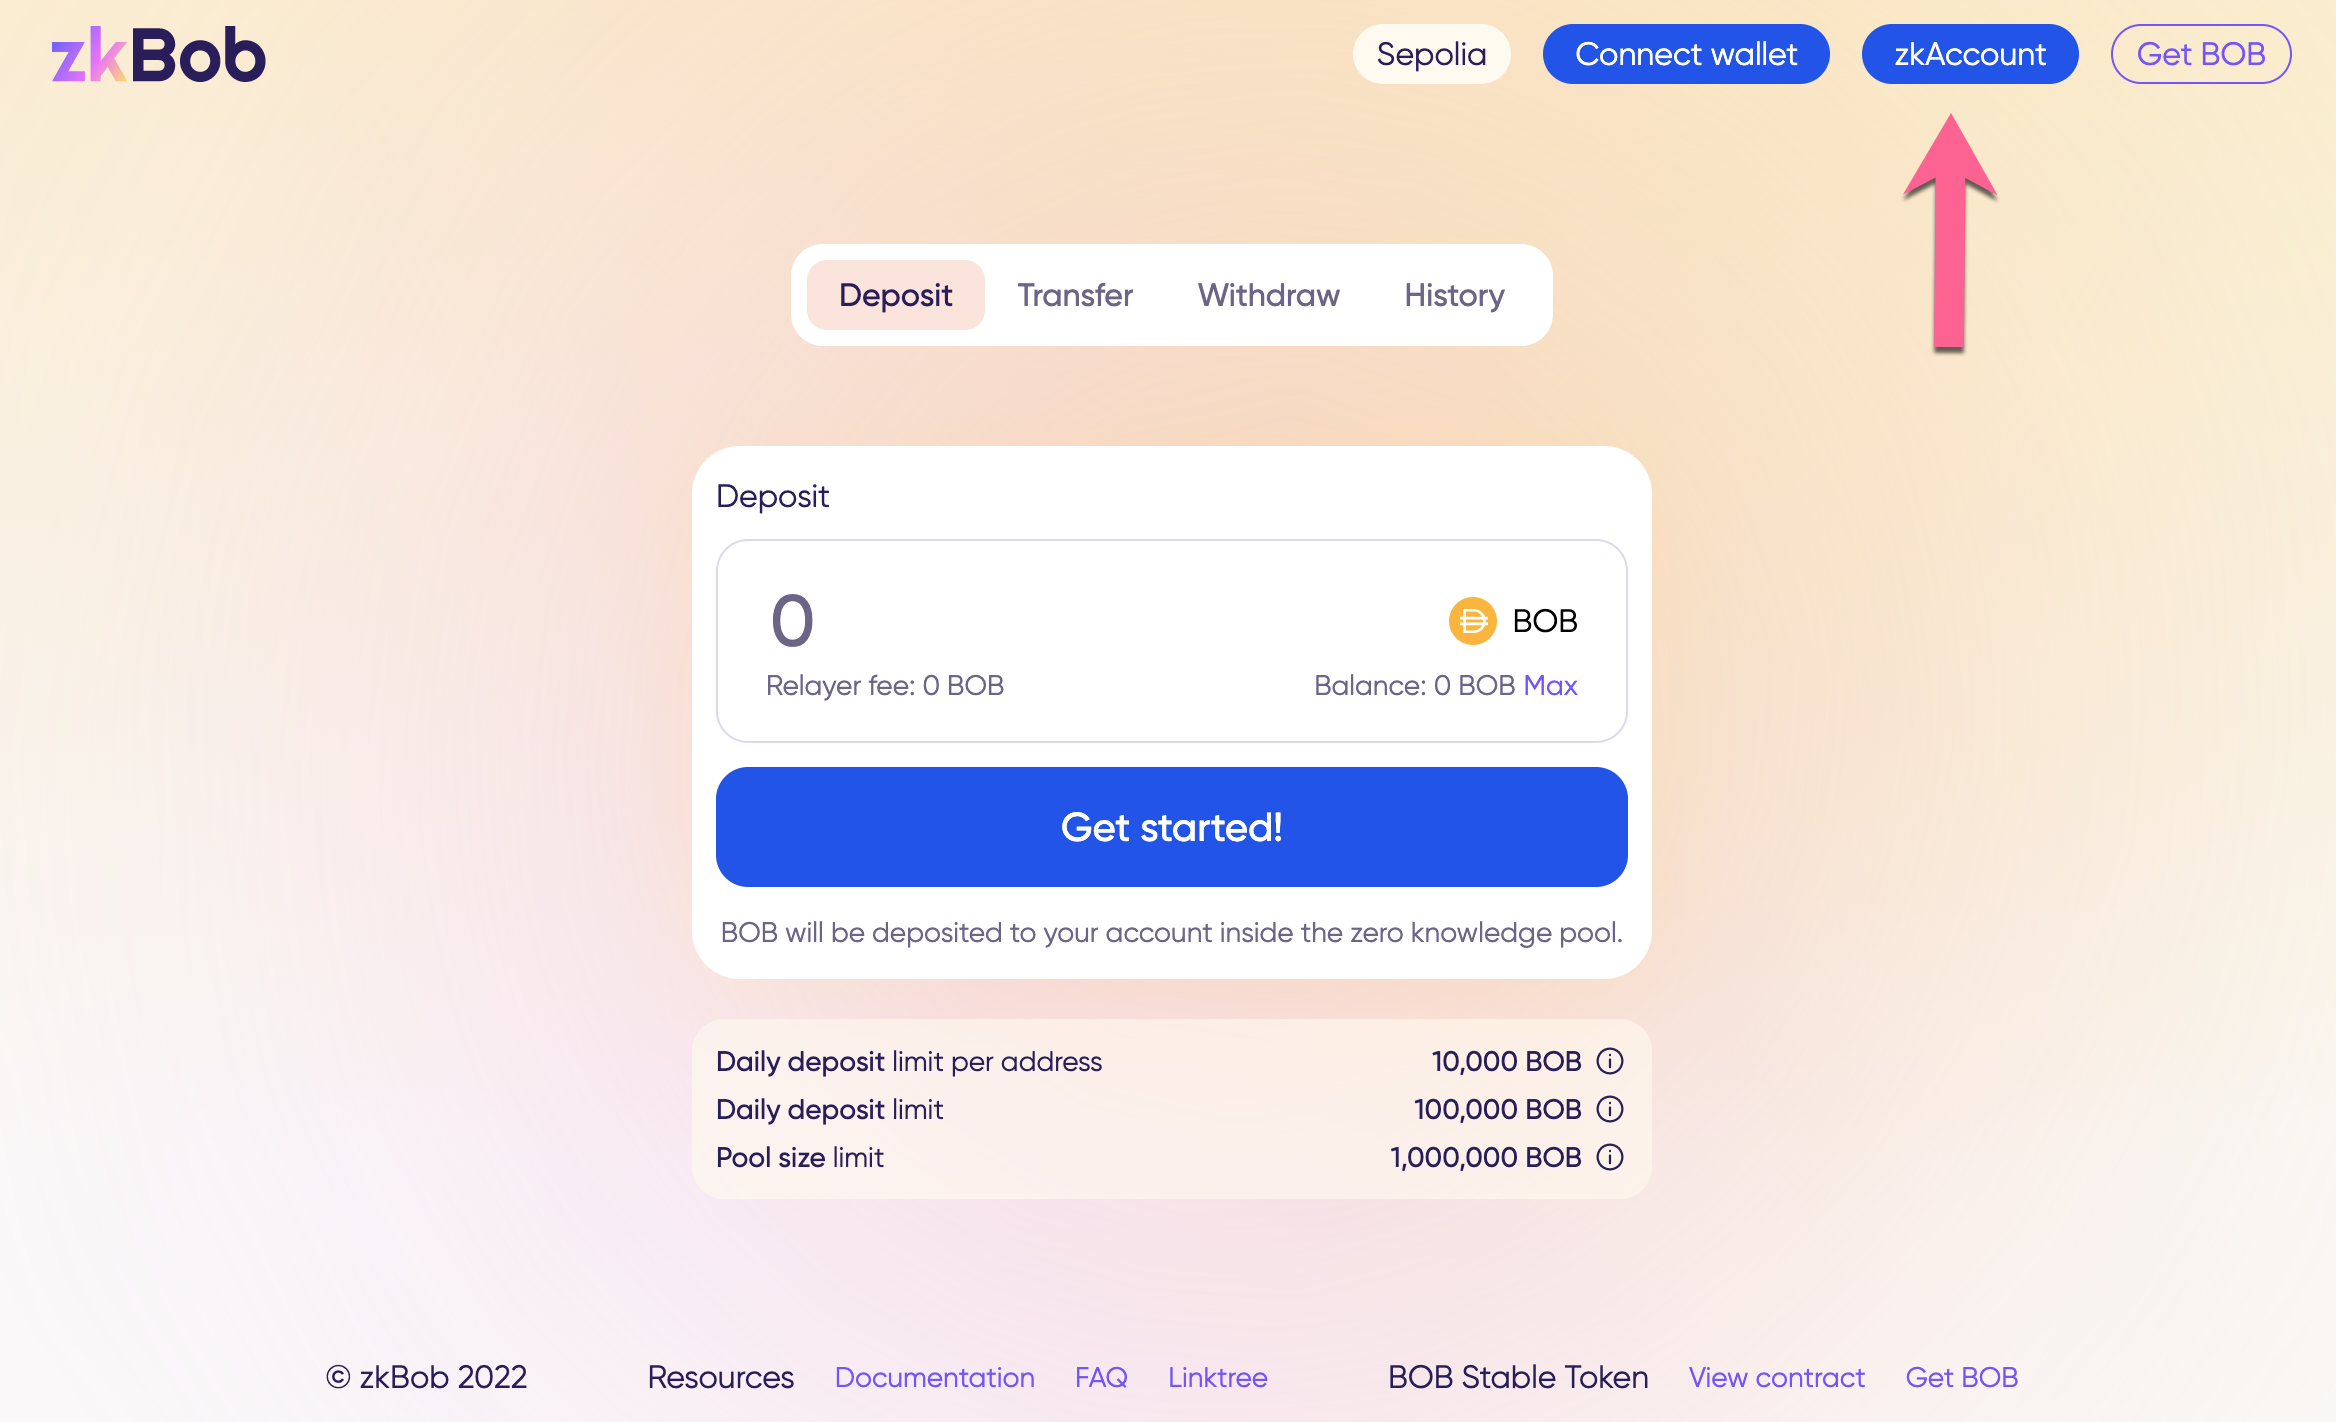 zkBob
Sepolia
Connect wallet
zkAccount
Get BOB
Deposit
Transfer
Withdraw
History
Deposit
0
BOB
Relayer fee: 0 BOB
Balance: 0 BOB Max
Get started!
BOB will be deposited to your account inside the zero knowledge pool.
Daily deposit limit per address
10,000 BOB
Daily deposit limit
100,000 BOB
Pool size limit
1,000,000 BOB
© zkBob 2022
Resources
Documentation
FAQ
Linktree
BOB Stable Token
View contract
Get BOB